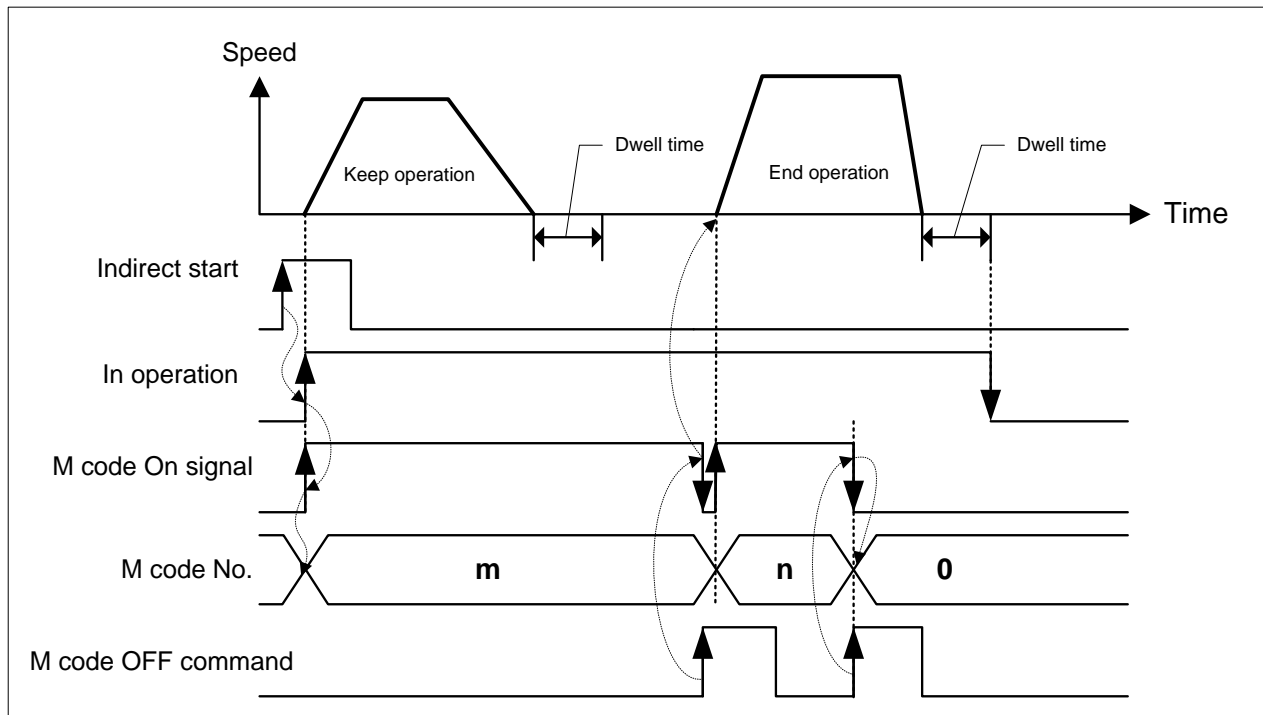 Speed
Dwell time
Dwell time
Keep operation
End operation
Time
Indirect start
In operation
M code On signal
M code No.
m
n
0
M code OFF command